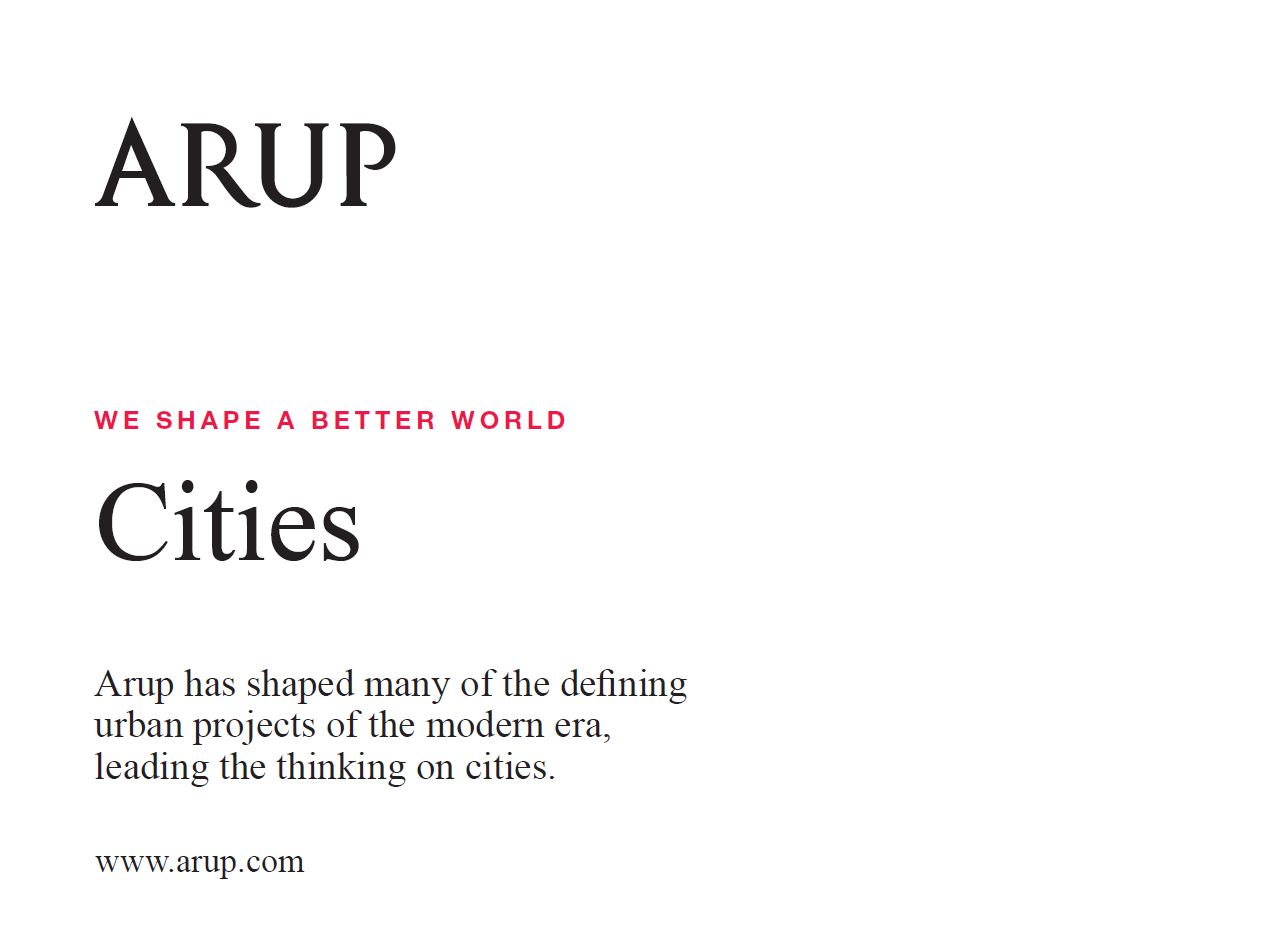 ARUP
WE SHAPE A BETTER WORLD
Cities
Arup has shaped many of the defining
urban projects of the modern era,
leading the thinking on cities.
www.arup.com